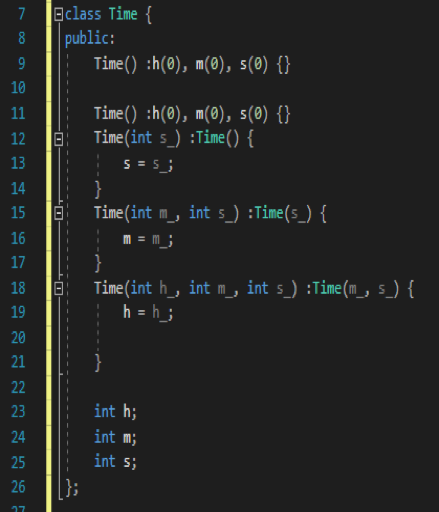 7 class Time {
8 public:
9 Time() :h(0), m(0), s(0) {}
10
11 Time() :h(0), m(0), s(0) {}
12 Time(int s_) :Time() {
13 s = s_;
14 }
15 Time(int m_, int s_) :Time(s_) {
16 m = m_;
17 }
18 Time(int h_, int m_, int s_) :Time(m_, s_) {
19 h = h_;
20
21 }
22
23 int h;
24 int m;
25 int s;
26 };
27